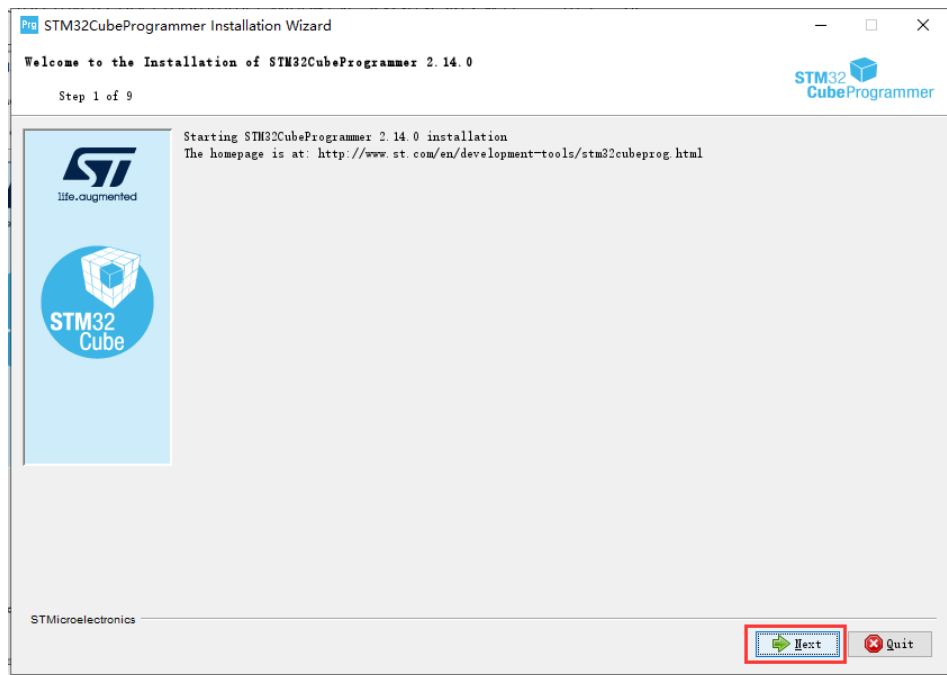 Prg STM32CubeProgrammer Installation Wizard
Welcome to the Installation of STM32CubeProgrammer 2.14.0
Step 1 of 9
STM32
CubeProgrammer
Starting STM32CubeProgrammer 2.14.0 installation
The homepage is at: http://www.st.com/en/development-tools/stm32cubeprog.html
ST
life.augmented
STM32
Cube
STMicroelectronics
Next
Quit